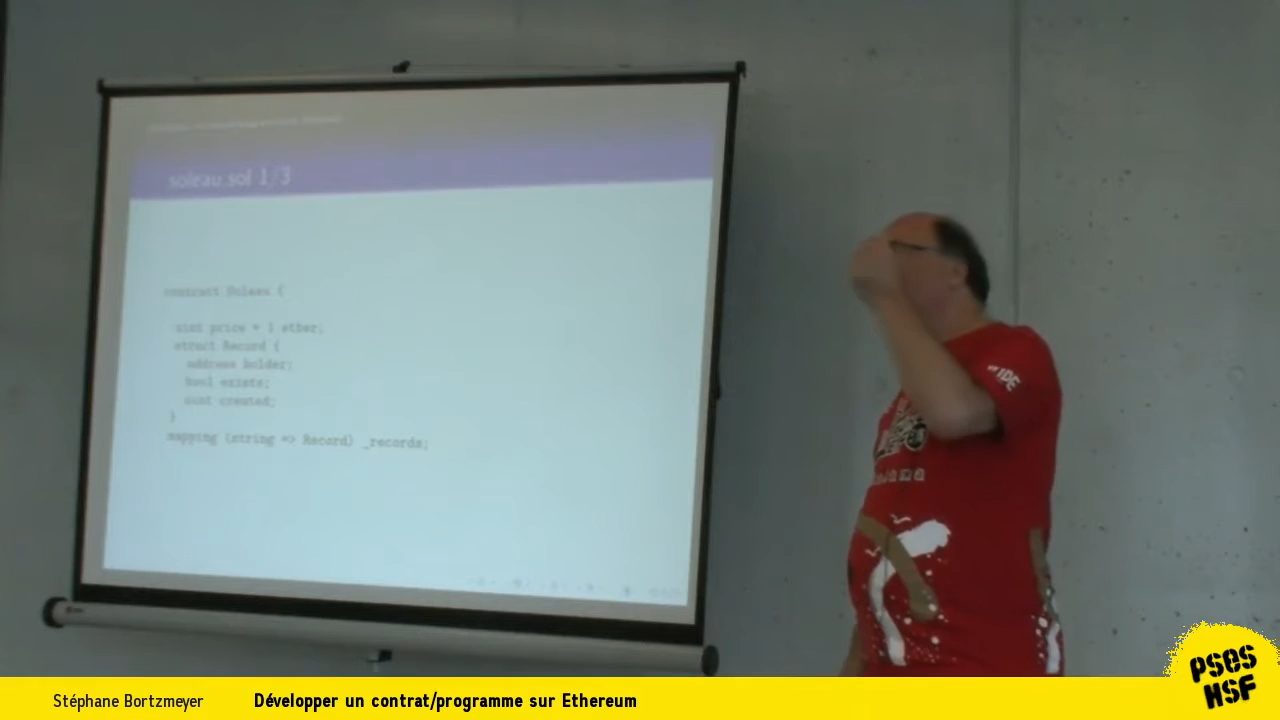 soleau.sol 1/3
contract Soleau {
uint price = 1 ether;
struct Record {
address holder;
bool exists;
uint created;
}
mapping (string => Record) _records;
IDE
Stéphane Bortzmeyer Développer un contrat/programme sur Ethereum
PSES
HSF